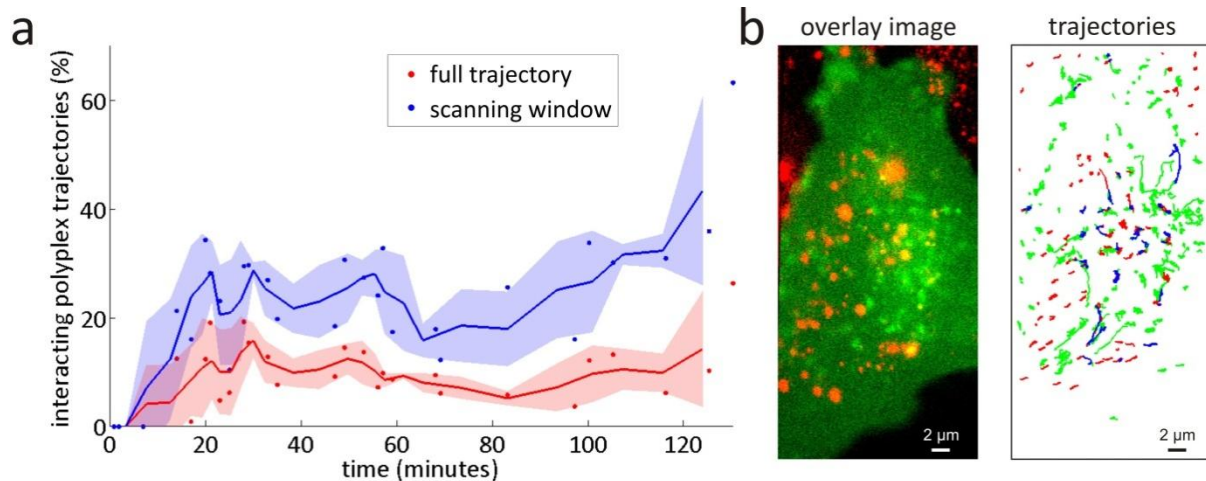 a
interacting polyplex trajectories (%)
60
40
20
0
full trajectory
scanning window
0 20 40 60 80 100 120
time (minutes)
b
overlay image
trajectories
2 µm
2 µm